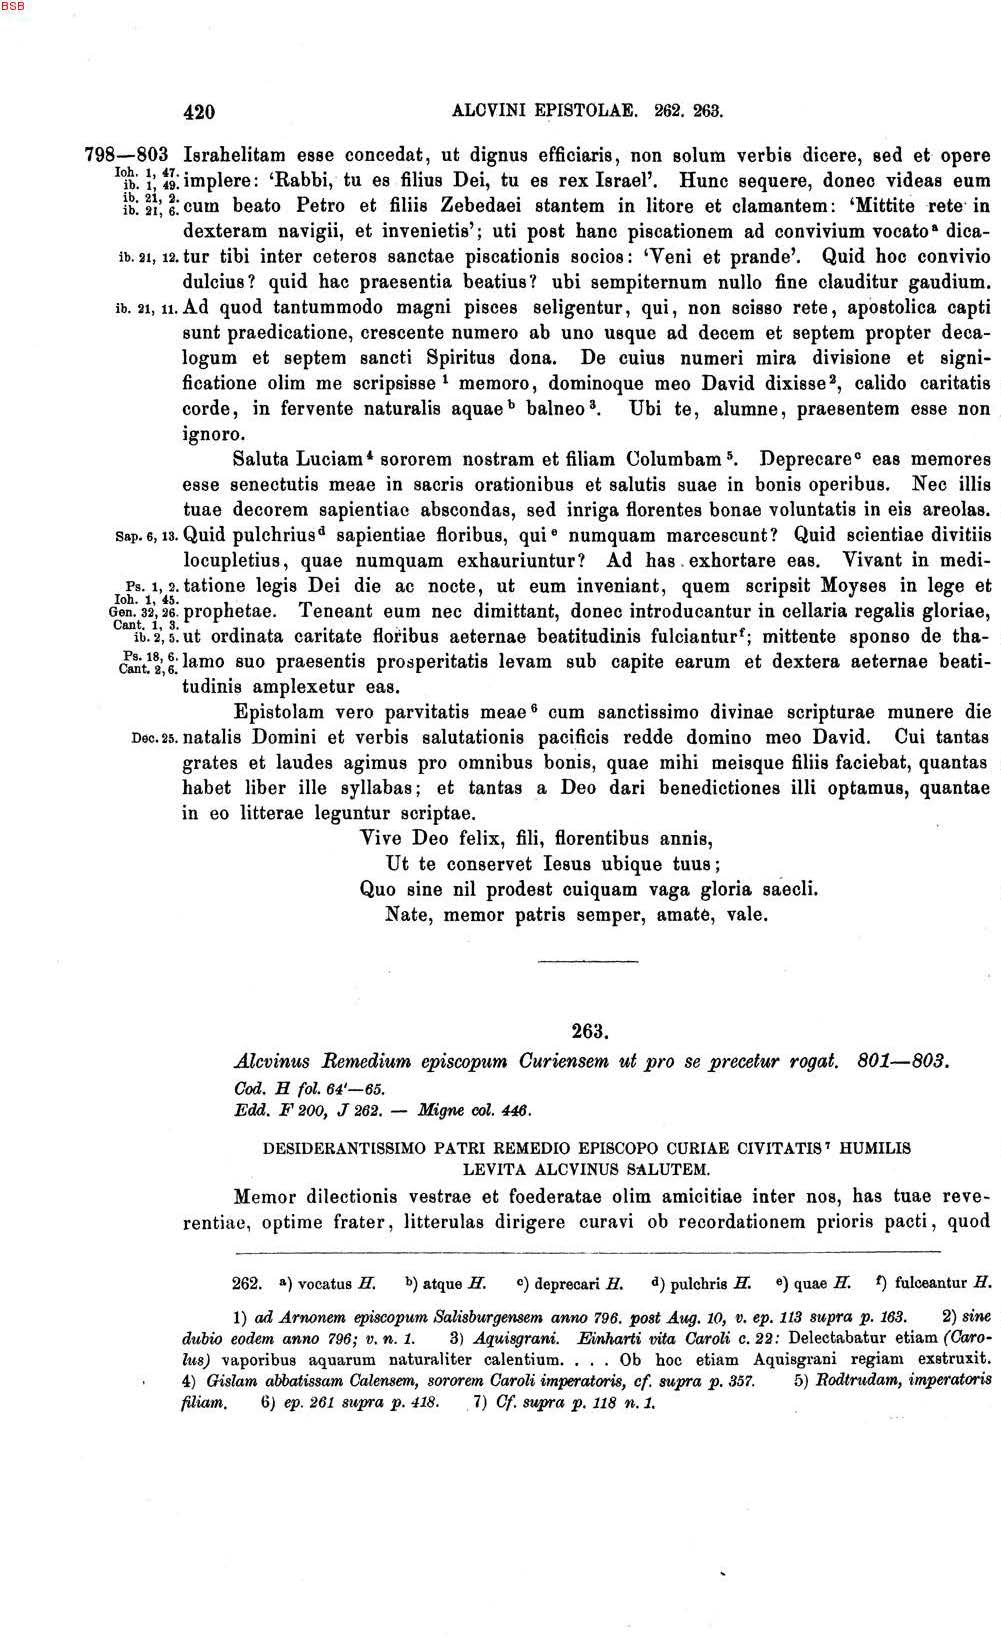 BSB
420 ALCVINI EPISTOLAE. 262. 263.
798—803 Israhelitam esse concedat, ut dignus efficiaris, non solum verbis dicere, sed et opere
Ioh. 1, 47. ib. 1, 49. implere: ‘Rabbi, tu es filius Dei, tu es rex Israel’. Hunc sequere, donec videas eum
ib. 21, 2. ib. 21, 6. cum beato Petro et filiis Zebedaei stantem in litore et clamantem: ‘Mittite rete in
dexteram navigii, et invenietis’; uti post hanc piscationem ad convivium vocato ᵃ dica-
ib. 21, 12. tur tibi inter ceteros sanctae piscationis socios: ‘Veni et prande’. Quid hoc convivio
dulcius? quid hac praesentia beatius? ubi sempiternum nullo fine clauditur gaudium.
ib. 21, 11. Ad quod tantummodo magni pisces seligentur, qui, non scisso rete, apostolica capti
sunt praedicatione, crescente numero ab uno usque ad decem et septem propter deca-
logum et septem sancti Spiritus dona. De cuius numeri mira divisione et signi-
ficatione olim me scripsisse ¹ memoro, dominoque meo David dixisse ², calido caritatis
corde, in fervente naturalis aquae ᵇ balneo ³. Ubi te, alumne, praesentem esse non
ignoro.
Saluta Luciam ⁴ sororem nostram et filiam Columbam ⁵. Deprecare ᶜ eas memores
esse senectutis meae in sacris orationibus et salutis suae in bonis operibus. Nec illis
tuae decorem sapientiae abscondas, sed inriga florentes bonae voluntatis in eis areolas.
Sap. 6, 13. Quid pulchrius ᵈ sapientiae floribus, qui ᵉ numquam marcescunt? Quid scientiae divitiis
locupletius, quae numquam exhauriuntur? Ad has exhortare eas. Vivant in medi-
Ps. 1, 2. tatione legis Dei die ac nocte, ut eum inveniant, quem scripsit Moyses in lege et
Ioh. 1, 45. Gen. 32, 26. prophetae. Teneant eum nec dimittant, donec introducantur in cellaria regalis gloriae,
Cant. 1, 3. ib. 2, 5. ut ordinata caritate floribus aeternae beatitudinis fulciantur ᶠ; mittente sponso de tha-
Ps. 18, 6. Cant. 2, 6. lamo suo praesentis prosperitatis levam sub capite earum et dextera aeternae beati-
tudinis amplexetur eas.
Epistolam vero parvitatis meae ⁶ cum sanctissimo divinae scripturae munere die
Dec. 25. natalis Domini et verbis salutationis pacificis redde domino meo David. Cui tantas
grates et laudes agimus pro omnibus bonis, quae mihi meisque filiis faciebat, quantas
habet liber ille syllabas; et tantas a Deo dari benedictiones illi optamus, quantae
in eo litterae leguntur scriptae.
Vive Deo felix, fili, florentibus annis,
Ut te conservet Iesus ubique tuus;
Quo sine nil prodest cuiquam vaga gloria saecli.
Nate, memor patris semper, amate, vale.
263.
Alcvinus Remedium episcopum Curiensem ut pro se precetur rogat. 801—803.
Cod. H fol. 64'—65.
Edd. F 200, J 262. — Migne col. 446.
DESIDERANTISSIMO PATRI REMEDIO EPISCOPO CURIAE CIVITATIS ⁷ HUMILIS
LEVITA ALCVINUS SALUTEM.
Memor dilectionis vestrae et foederatae olim amicitiae inter nos, has tuae reve-
rentiae, optime frater, litterulas dirigere curavi ob recordationem prioris pacti, quod
262. ᵃ) vocatus H. ᵇ) atque H. ᶜ) deprecari H. ᵈ) pulchris H. ᵉ) quae H. ᶠ) fulceantur H.
1) ad Arnonem episcopum Salisburgensem anno 796. post Aug. 10, v. ep. 113 supra p. 163. 2) sine
dubio eodem anno 796; v. n. 1. 3) Aquisgrani. Einharti vita Caroli c. 22: Delectabatur etiam (Caro-
lus) vaporibus aquarum naturaliter calentium. . . . Ob hoc etiam Aquisgrani regiam exstruxit.
4) Gislam abbatissam Calensem, sororem Caroli imperatoris, cf. supra p. 357. 5) Rodtrudam, imperatoris
filiam. 6) ep. 261 supra p. 418. 7) Cf. supra p. 118 n. 1.